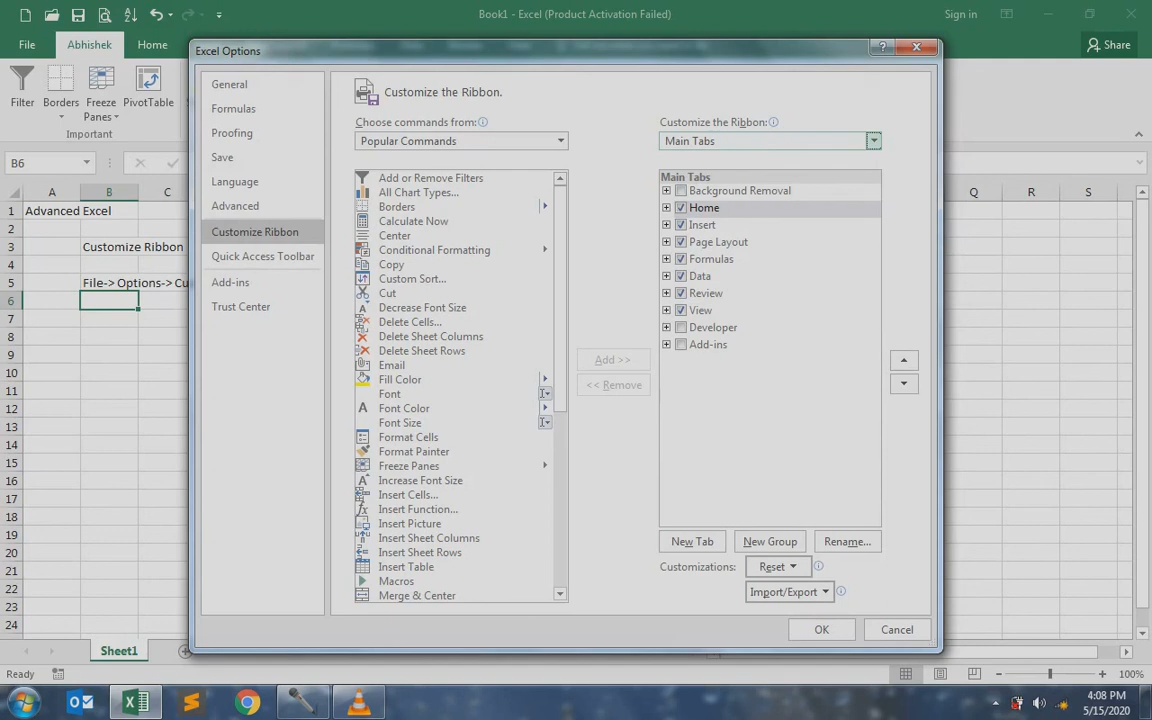 Book1 - Excel (Product Activation Failed)
Sign in
File
Abhishek
Home
Share
Filter
Borders
Freeze Panes
PivotTable
Important
Excel Options
General
Formulas
Proofing
Save
Language
Advanced
Customize Ribbon
Quick Access Toolbar
Add-ins
Trust Center
Customize the Ribbon.
Choose commands from:
Popular Commands
Add or Remove Filters
All Chart Types...
Borders
Calculate Now
Center
Conditional Formatting
Copy
Custom Sort...
Cut
Decrease Font Size
Delete Cells...
Delete Sheet Columns
Delete Sheet Rows
Email
Fill Color
Font
Font Color
Font Size
Format Cells
Format Painter
Freeze Panes
Increase Font Size
Insert Cells...
Insert Function...
Insert Picture
Insert Sheet Columns
Insert Sheet Rows
Insert Table
Macros
Merge & Center
Add >>
<< Remove
Customize the Ribbon:
Main Tabs
Main Tabs
Background Removal
Home
Insert
Page Layout
Formulas
Data
Review
View
Developer
Add-ins
New Tab
New Group
Rename...
Customizations:
Reset
Import/Export
OK
Cancel
B6
A B C Q R S
1 Advanced Excel
2
3 Customize Ribbon
4
5 File-> Options-> Cu
6
7
8
9
10
11
12
13
14
15
16
17
18
19
20
21
22
23
24
Sheet1
Ready
100%
4:08 PM
5/15/2020